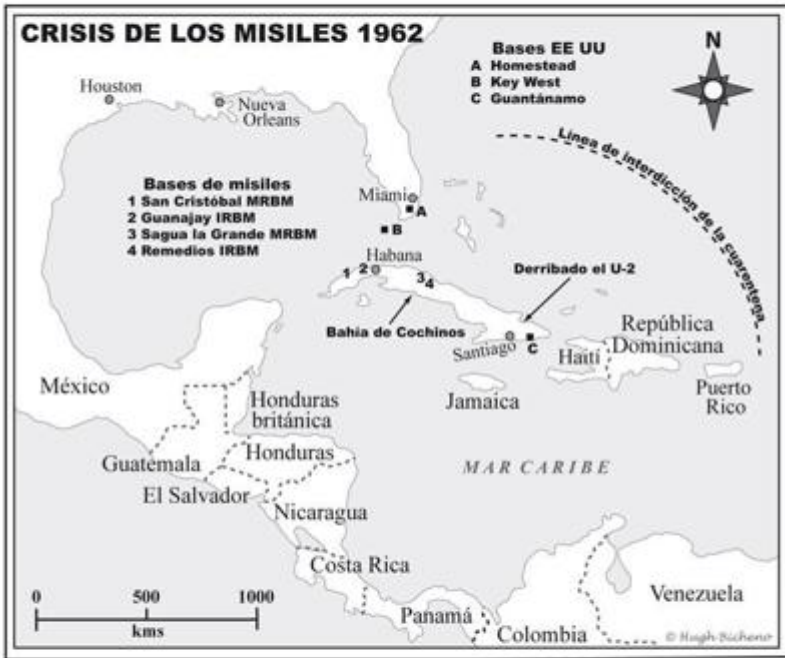 CRISIS DE LOS MISILES 1962
Bases EE UU
A Homestead
B Key West
C Guantánamo
N
Houston
Nueva
Orleans
Línea de interdicción de la cuarentena
Bases de misiles
1 San Cristóbal MRBM
2 Guanajay IRBM
3 Sagua la Grande MRBM
4 Remedios IRBM
Miami
A
B
Habana
1 2
3
4
Derribado el U-2
Bahía de Cochinos
Santiago
C
Haití
República
Dominicana
Puerto
Rico
Jamaica
México
Honduras
británica
Guatemala
Honduras
El Salvador
MAR CARIBE
Nicaragua
Costa Rica
Panamá
Colombia
Venezuela
0 500 1000
kms
© Hugh Bicheno